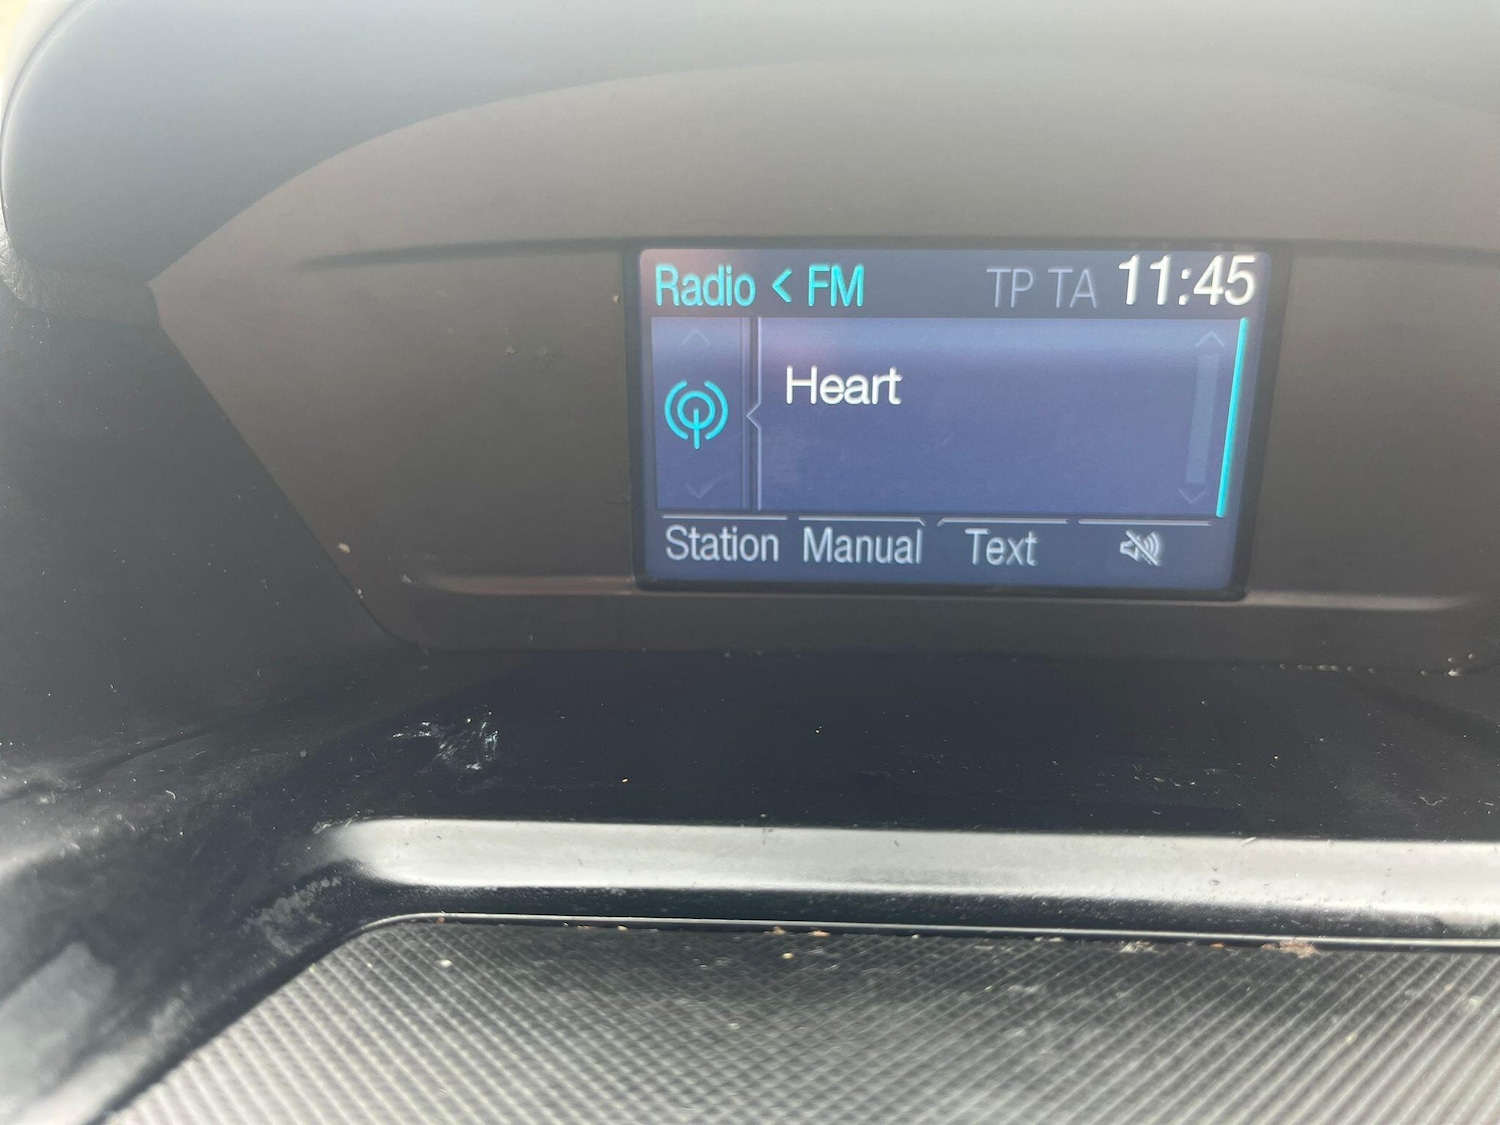 Radio < FM TP TA 11:45
Heart
Station Manual Text